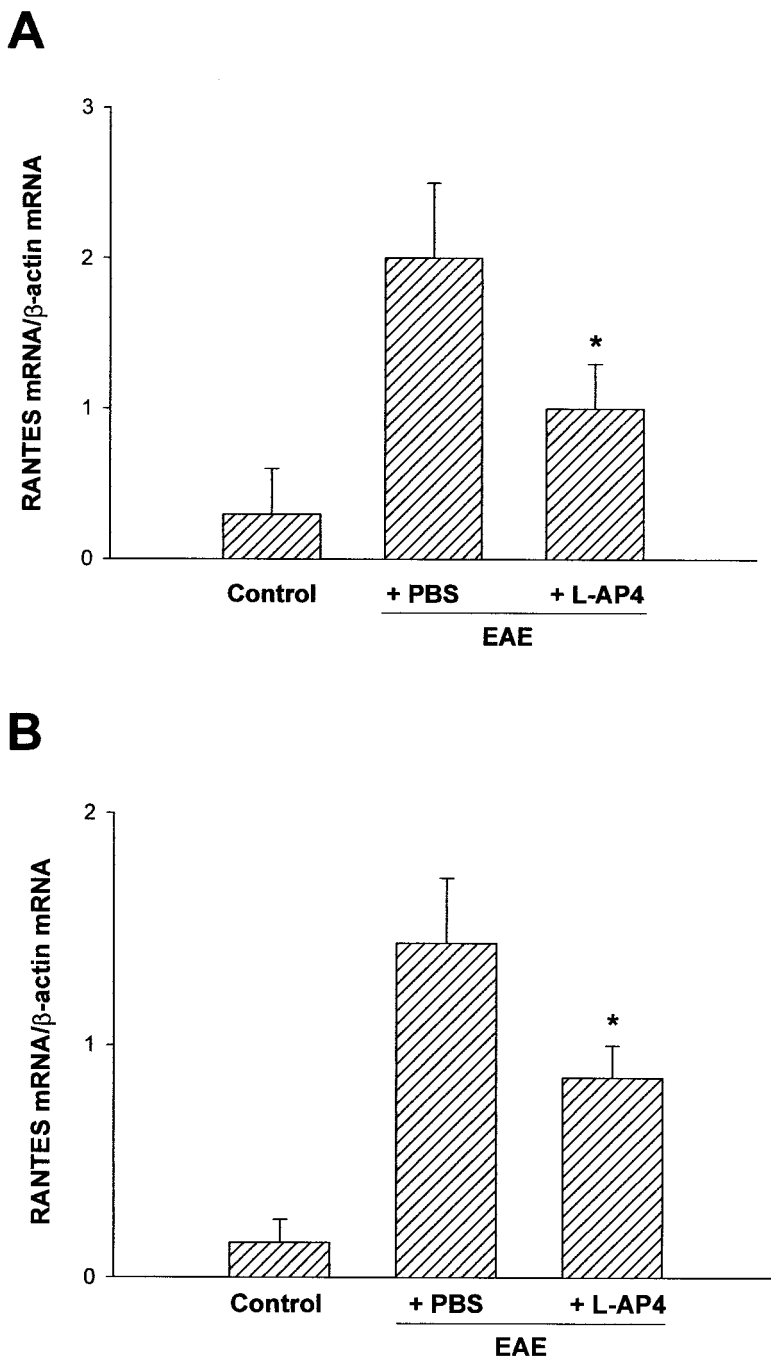 A
RANTES mRNA/β-actin mRNA
3
2
1
0
*
Control
+ PBS
+ L-AP4
EAE
B
RANTES mRNA/β-actin mRNA
2
1
0
*
Control
+ PBS
+ L-AP4
EAE